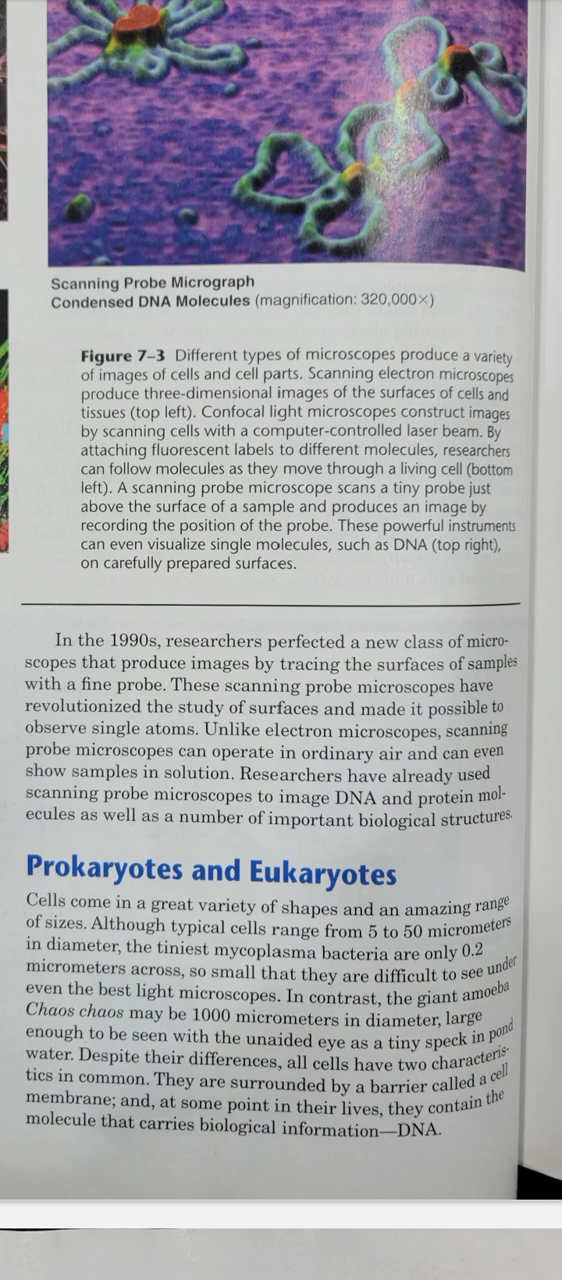 Scanning Probe Micrograph
Condensed DNA Molecules (magnification: 320,000×)
Figure 7–3 Different types of microscopes produce a variety
of images of cells and cell parts. Scanning electron microscopes
produce three-dimensional images of the surfaces of cells and
tissues (top left). Confocal light microscopes construct images
by scanning cells with a computer-controlled laser beam. By
attaching fluorescent labels to different molecules, researchers
can follow molecules as they move through a living cell (bottom
left). A scanning probe microscope scans a tiny probe just
above the surface of a sample and produces an image by
recording the position of the probe. These powerful instruments
can even visualize single molecules, such as DNA (top right),
on carefully prepared surfaces.
In the 1990s, researchers perfected a new class of micro-
scopes that produce images by tracing the surfaces of samples
with a fine probe. These scanning probe microscopes have
revolutionized the study of surfaces and made it possible to
observe single atoms. Unlike electron microscopes, scanning
probe microscopes can operate in ordinary air and can even
show samples in solution. Researchers have already used
scanning probe microscopes to image DNA and protein mol-
ecules as well as a number of important biological structures.
Prokaryotes and Eukaryotes
Cells come in a great variety of shapes and an amazing range
of sizes. Although typical cells range from 5 to 50 micrometers
in diameter, the tiniest mycoplasma bacteria are only 0.2
micrometers across, so small that they are difficult to see under
even the best light microscopes. In contrast, the giant amoeba
Chaos chaos may be 1000 micrometers in diameter, large
enough to be seen with the unaided eye as a tiny speck in pond
water. Despite their differences, all cells have two characteris-
tics in common. They are surrounded by a barrier called a cell
membrane; and, at some point in their lives, they contain the
molecule that carries biological information—DNA.